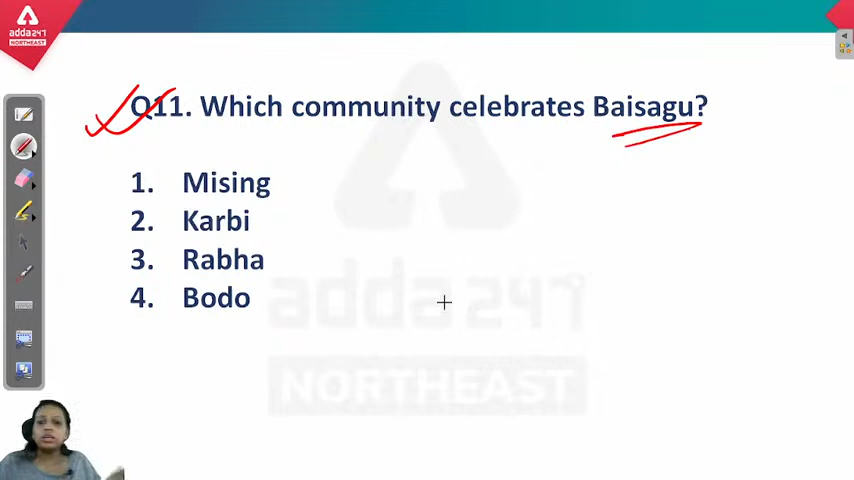 adda247
NORTHEAST
Q11. Which community celebrates Baisagu?
1. Mising
2. Karbi
3. Rabha
4. Bodo
adda247
NORTHEAST